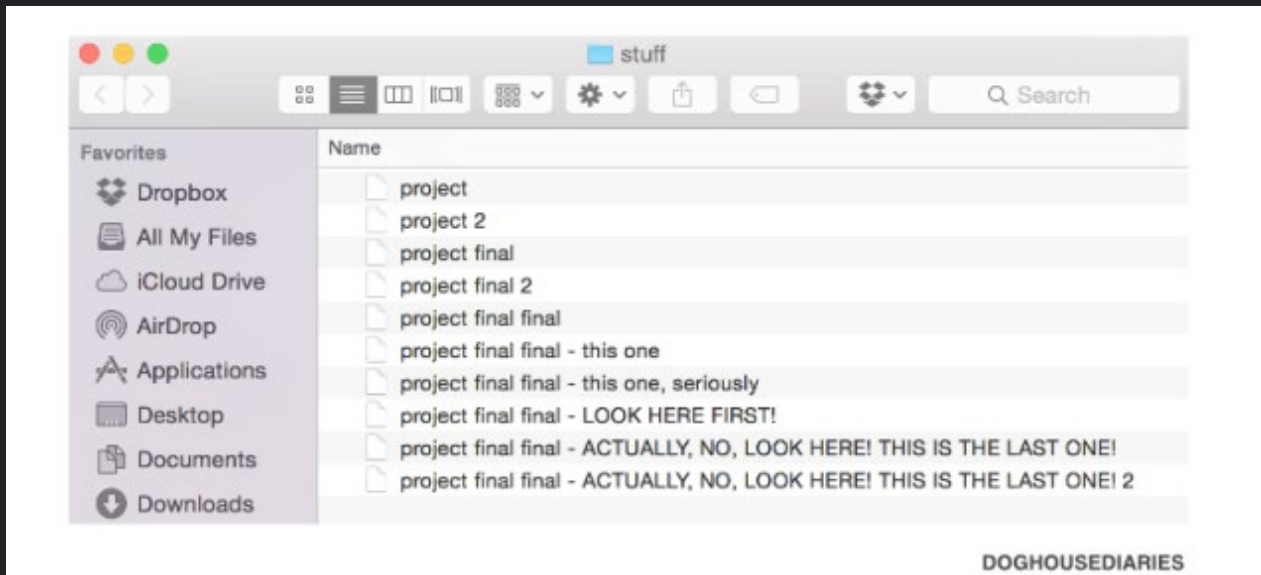 stuff
Search
Favorites
Dropbox
All My Files
iCloud Drive
AirDrop
Applications
Desktop
Documents
Downloads
Name
project
project 2
project final
project final 2
project final final
project final final - this one
project final final - this one, seriously
project final final - LOOK HERE FIRST!
project final final - ACTUALLY, NO, LOOK HERE! THIS IS THE LAST ONE!
project final final - ACTUALLY, NO, LOOK HERE! THIS IS THE LAST ONE! 2
DOGHOUSEDIARIES